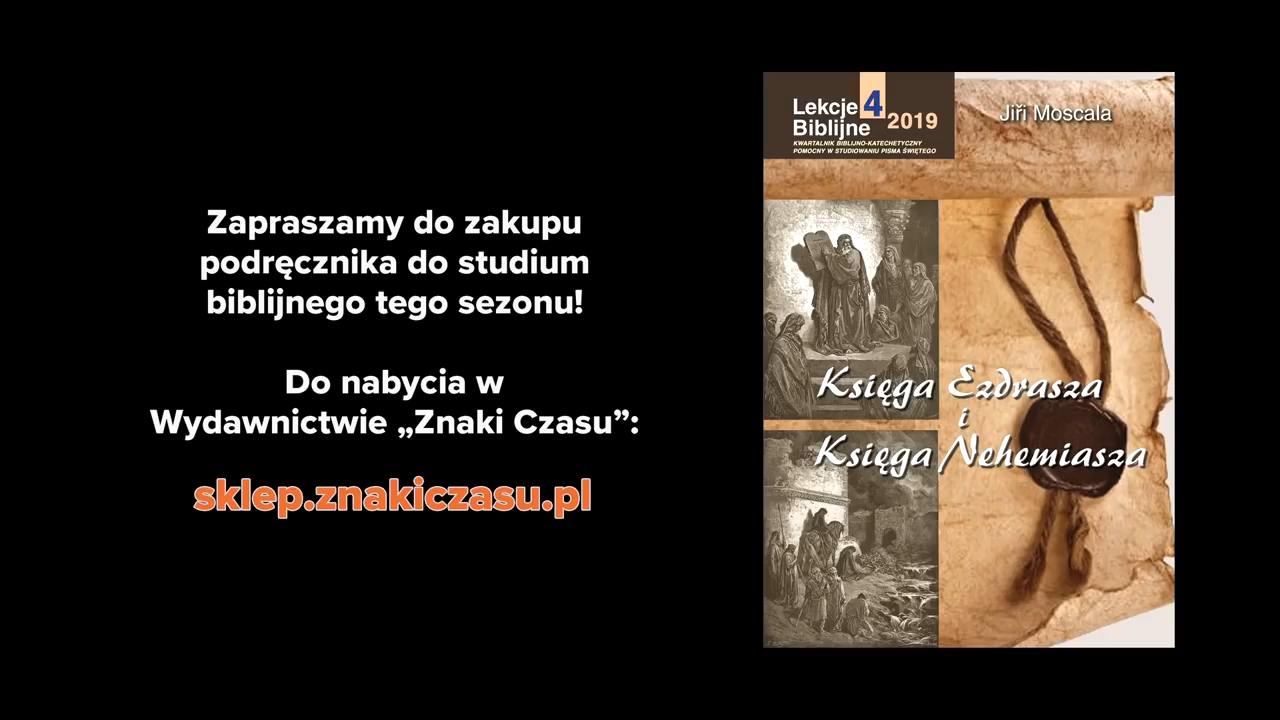 Zapraszamy do zakupu
podręcznika do studium
biblijnego tego sezonu!
Do nabycia w
Wydawnictwie „Znaki Czasu”:
sklep.znakiczasu.pl
Lekcje 4
Biblijne 2019
KWARTALNIK BIBLIJNO-KATECHETYCZNY
POMOCNY W STUDIOWANIU PISMA ŚWIĘTEGO
Jiři Moscala
Księga Ezdrasza
i
Księga Nehemiasza